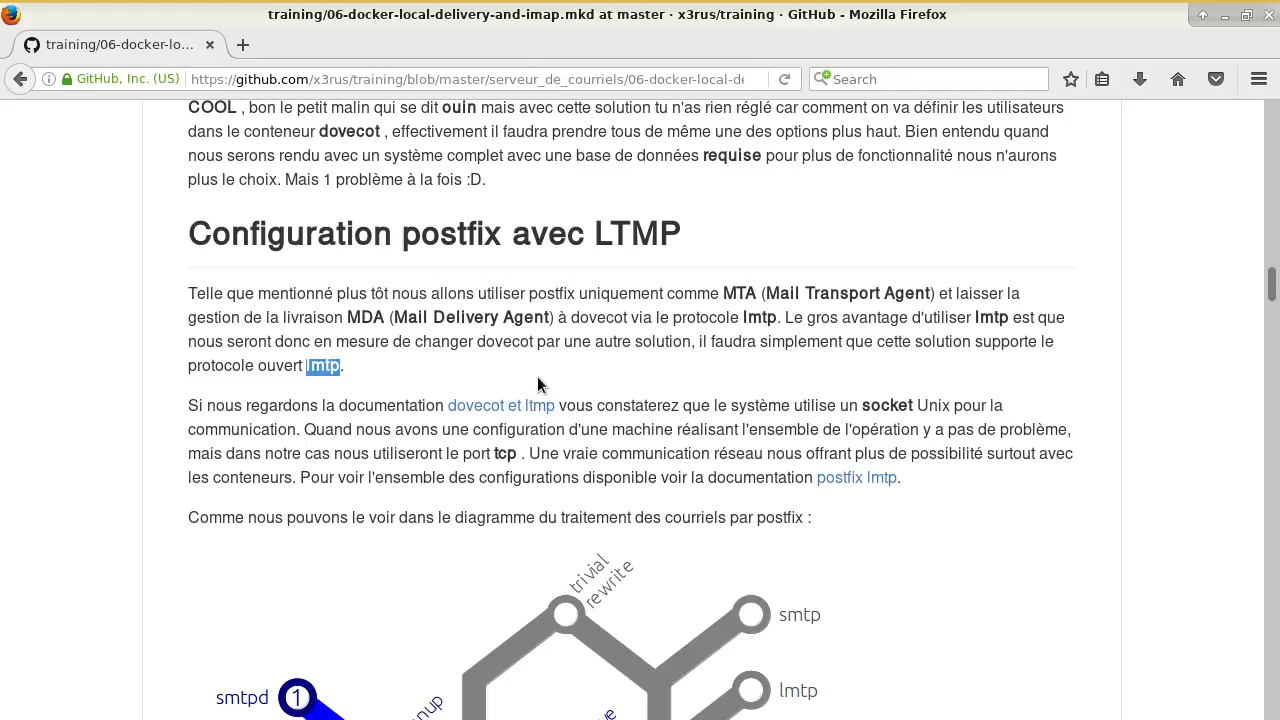 training/06-docker-local-delivery-and-imap.mkd at master · x3rus/training · GitHub - Mozilla Firefox
training/06-docker-lo...
GitHub, Inc. (US)
https://github.com/x3rus/training/blob/master/serveur_de_courriels/06-docker-local-de
Search
COOL , bon le petit malin qui se dit ouin mais avec cette solution tu n'as rien réglé car comment on va définir les utilisateurs
dans le conteneur dovecot , effectivement il faudra prendre tous de même une des options plus haut. Bien entendu quand
nous serons rendu avec un système complet avec une base de données requise pour plus de fonctionnalité nous n'aurons
plus le choix. Mais 1 problème à la fois :D.
Configuration postfix avec LTMP
Telle que mentionné plus tôt nous allons utiliser postfix uniquement comme MTA (Mail Transport Agent) et laisser la
gestion de la livraison MDA (Mail Delivery Agent) à dovecot via le protocole lmtp. Le gros avantage d'utiliser lmtp est que
nous seront donc en mesure de changer dovecot par une autre solution, il faudra simplement que cette solution supporte le
protocole ouvert lmtp.
Si nous regardons la documentation dovecot et ltmp vous constaterez que le système utilise un socket Unix pour la
communication. Quand nous avons une configuration d'une machine réalisant l'ensemble de l'opération y a pas de problème,
mais dans notre cas nous utiliseront le port tcp . Une vraie communication réseau nous offrant plus de possibilité surtout avec
les conteneurs. Pour voir l'ensemble des configurations disponible voir la documentation postfix lmtp.
Comme nous pouvons le voir dans le diagramme du traitement des courriels par postfix :
trivial
rewrite
smtp
lmtp
smtpd
1